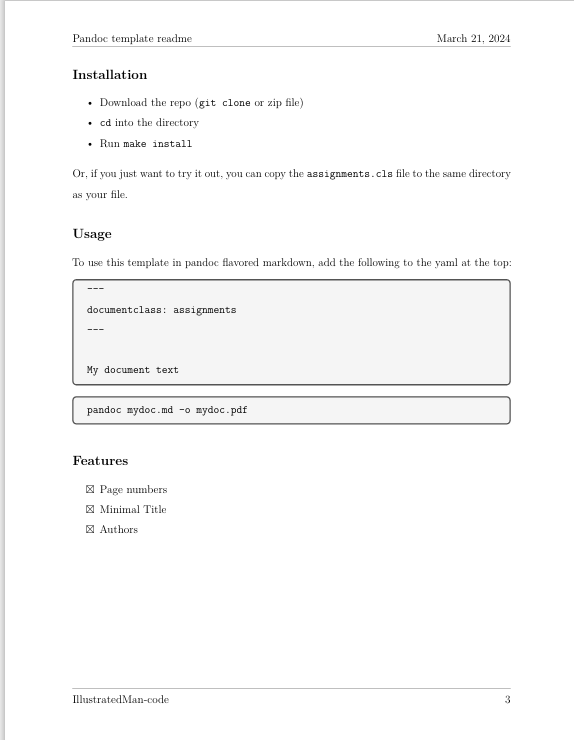 Pandoc template readme March 21, 2024
Installation
• Download the repo (git clone or zip file)
• cd into the directory
• Run make install
Or, if you just want to try it out, you can copy the assignments.cls file to the same directory
as your file.
Usage
To use this template in pandoc flavored markdown, add the following to the yaml at the top:
---
documentclass: assignments
---
My document text
pandoc mydoc.md -o mydoc.pdf
Features
☒ Page numbers
☒ Minimal Title
☒ Authors
IllustratedMan-code 3